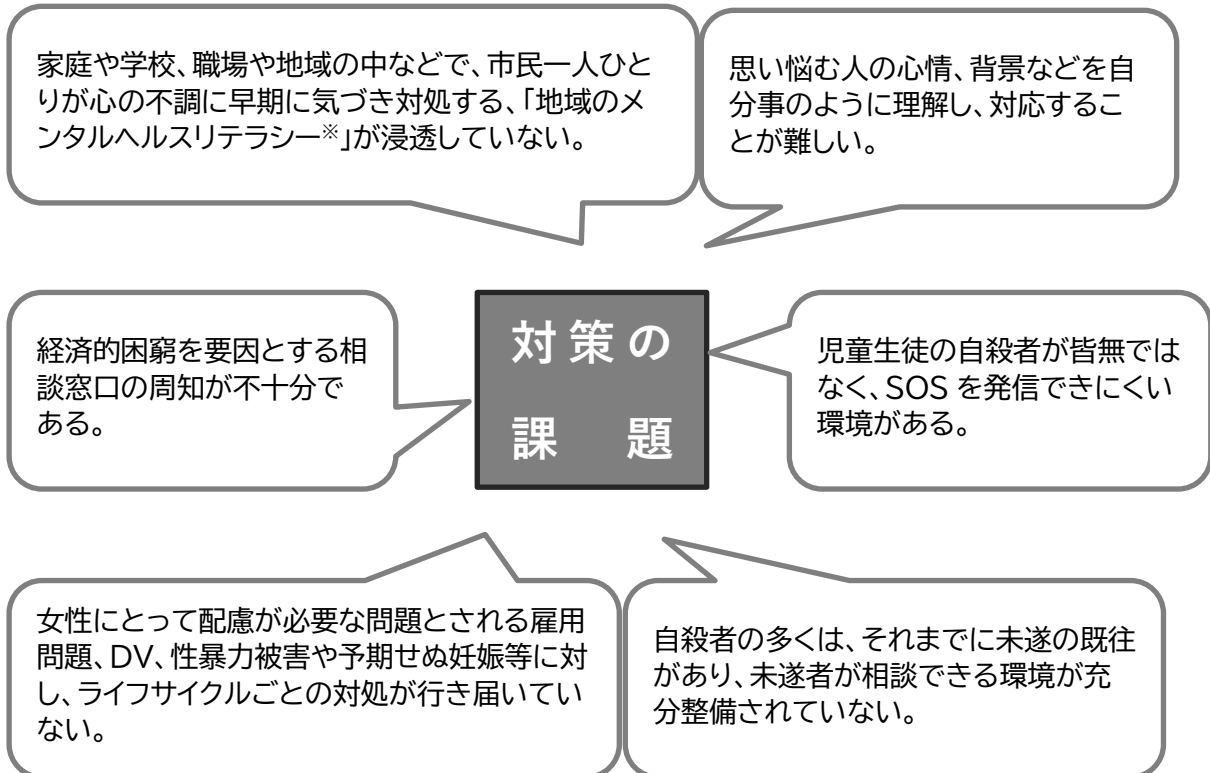 家庭や学校、職場や地域の中などで、市民一人ひと
りが心の不調に早期に気づき対処する、「地域のメ
ンタルヘルスリテラシー※」が浸透していない。
思い悩む人の心情、背景などを自
分事のように理解し、対応するこ
とが難しい。
経済的困窮を要因とする相
談窓口の周知が不十分で
ある。
対策の
課　題
児童生徒の自殺者が皆無では
なく、SOS を発信できにくい
環境がある。
女性にとって配慮が必要な問題とされる雇用
問題、DV、性暴力被害や予期せぬ妊娠等に対
し、ライフサイクルごとの対処が行き届いてい
ない。
自殺者の多くは、それまでに未遂の既往
があり、未遂者が相談できる環境が充
分整備されていない。